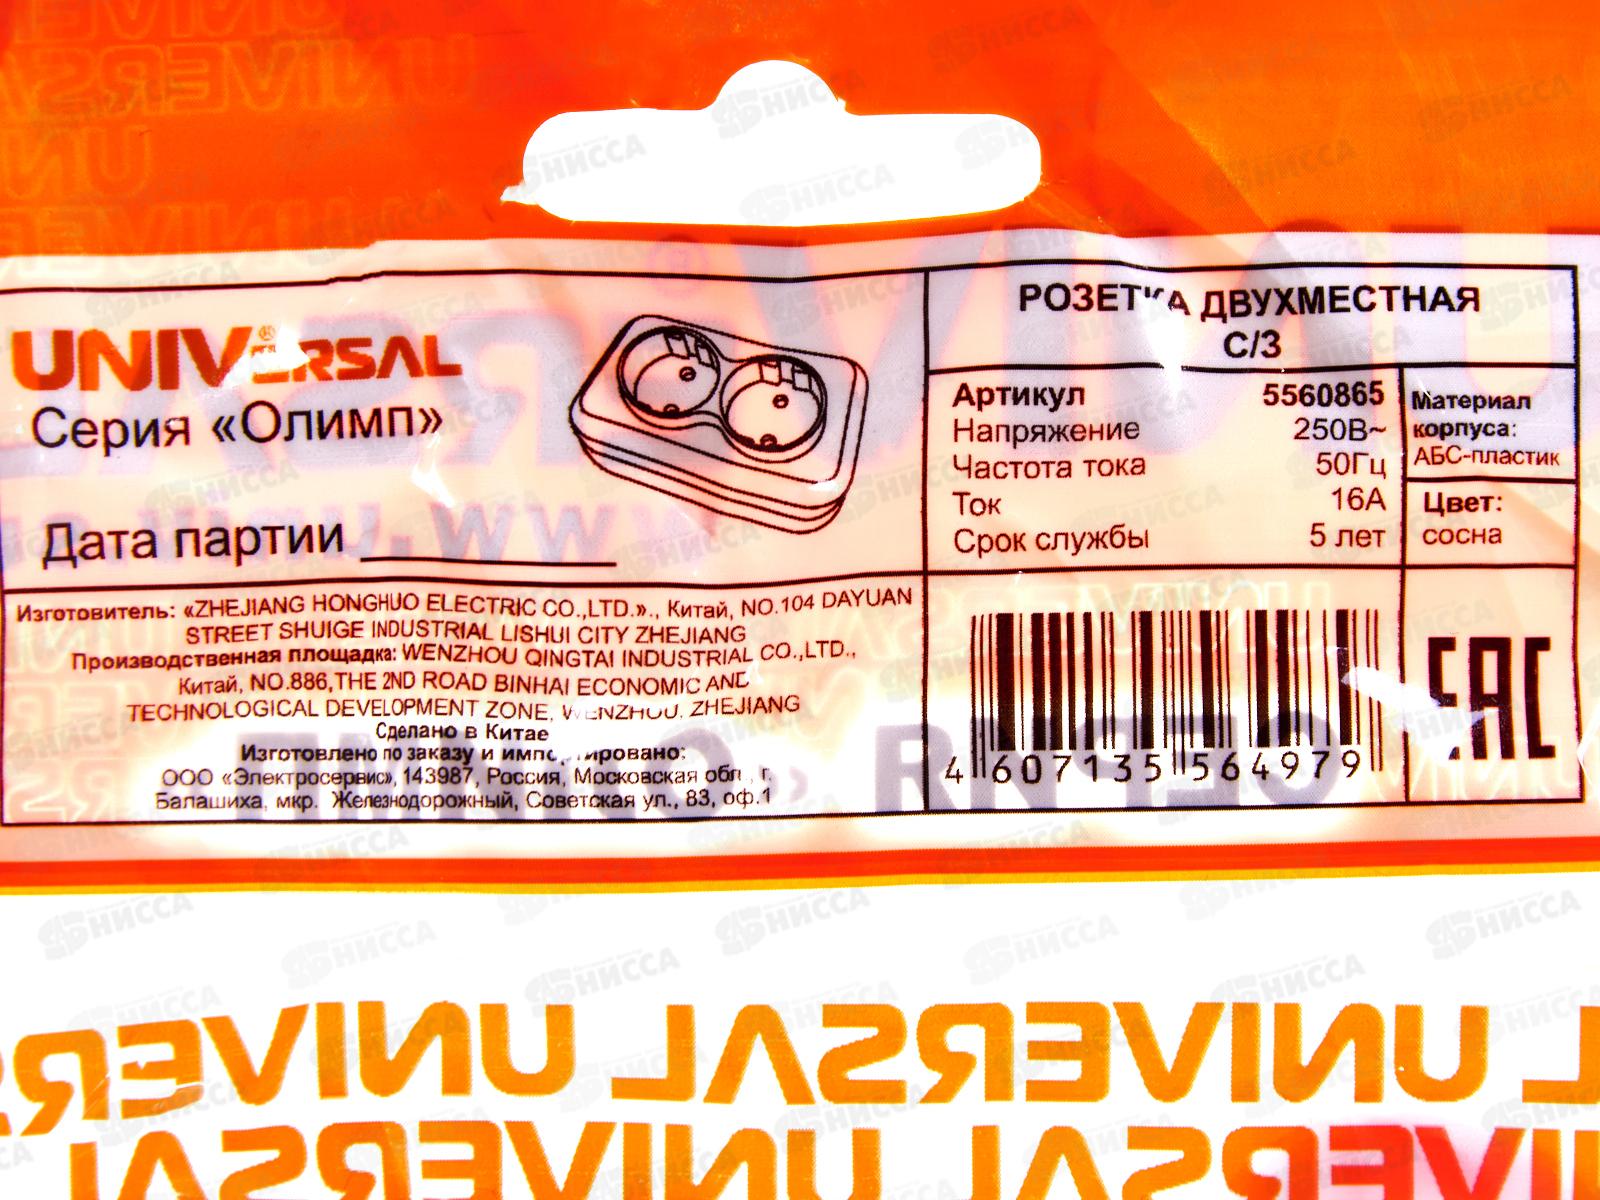 UNIVERSAL®
Серия «Олимп»
Дата партии
РОЗЕТКА ДВУХМЕСТНАЯ
С/З
Артикул 5560865
Напряжение 250В~
Частота тока 50Гц
Ток 16А
Срок службы 5 лет
Материал
корпуса:
АБС-пластик
Цвет:
сосна
Изготовитель: «ZHEJIANG HONGHUO ELECTRIC CO.,LTD.»., Китай, NO.104 DAYUAN
STREET SHUIGE INDUSTRIAL LISHUI CITY ZHEJIANG
Производственная площадка: WENZHOU QINGTAI INDUSTRIAL CO.,LTD.,
Китай, NO.886,THE 2ND ROAD BINHAI ECONOMIC AND
TECHNOLOGICAL DEVELOPMENT ZONE, WENZHOU, ZHEJIANG
Сделано в Китае
Изготовлено по заказу и импортировано:
ООО «Электросервис», 143987, Россия, Московская обл., г.
Балашиха, мкр. Железнодорожный, Советская ул., 83, оф.1
4 607135 564979
EAC
UNIVERSAL UNIVERSAL
UNIVERSAL UNIVERSAL
НИССА